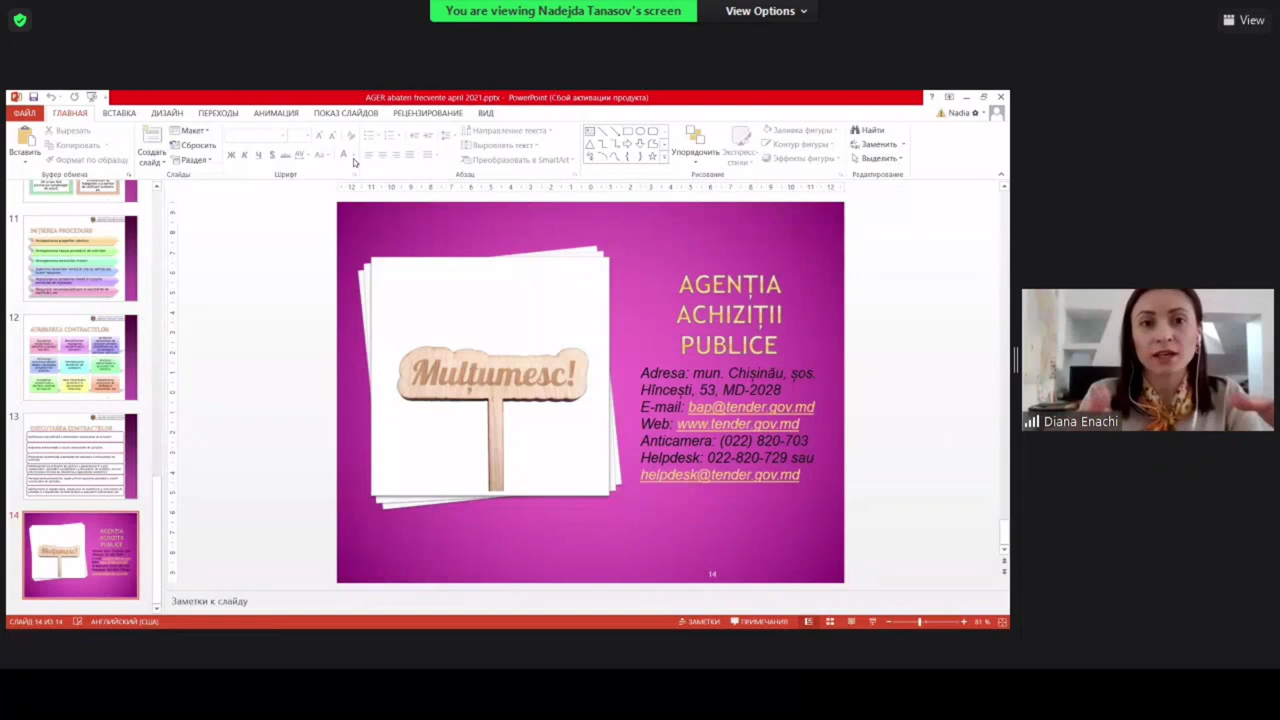 You are viewing Nadejda Tanasov's screen
View Options
View
AGER abateri frecvente april 2021.pptx - PowerPoint (Сбой активации продукта)
ФАЙЛ ГЛАВНАЯ ВСТАВКА ДИЗАЙН ПЕРЕХОДЫ АНИМАЦИЯ ПОКАЗ СЛАЙДОВ РЕЦЕНЗИРОВАНИЕ ВИД
Nadia
Вставить
Вырезать
Копировать
Формат по образцу
Буфер обмена
Создать слайд
Макет
Сбросить
Раздел
Слайды
Шрифт
Направление текста
Выровнять текст
Преобразовать в SmartArt
Абзац
Упорядочить
Экспресс-стили
Заливка фигуры
Контур фигуры
Эффекты фигуры
Рисование
Найти
Заменить
Выделить
Редактирование
11
INIȚIEREA PROCEDURII
12
ATRIBUIREA CONTRACTELOR
13
EXECUTAREA CONTRACTELOR
14
Mulțumesc!
AGENȚIA
ACHIZIȚII
PUBLICE
Mulțumesc!
AGENȚIA
ACHIZIȚII
PUBLICE
Adresa: mun. Chișinău, șos.
Hîncești, 53, MD-2028
E-mail: bap@tender.gov.md
Web: www.tender.gov.md
Anticamera: (022) 820-703
Helpdesk: 022-820-729 sau
helpdesk@tender.gov.md
14
Diana Enachi
Заметки к слайду
СЛАЙД 14 ИЗ 14 АНГЛИЙСКИЙ (США) ЗАМЕТКИ ПРИМЕЧАНИЯ 81 %